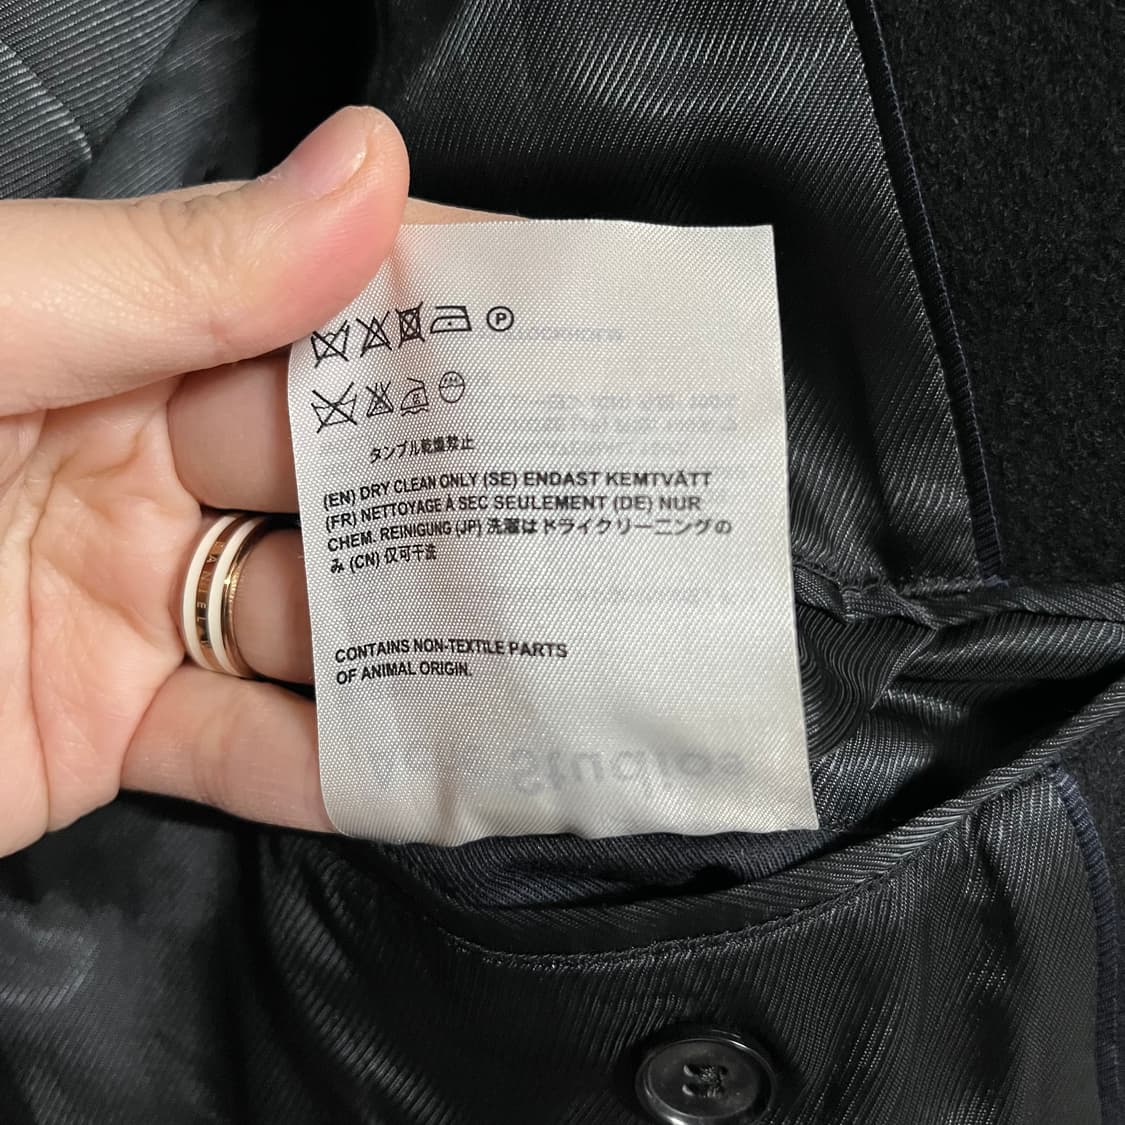 P
タンブル乾燥禁止
(EN) DRY CLEAN ONLY (SE) ENDAST KEMTVÄTT
(FR) NETTOYAGE À SEC SEULEMENT (DE) NUR
CHEM. REINIGUNG (JP) 洗濯はドライクリーニングの
み (CN) 仅可干洗
CONTAINS NON-TEXTILE PARTS
OF ANIMAL ORIGIN.